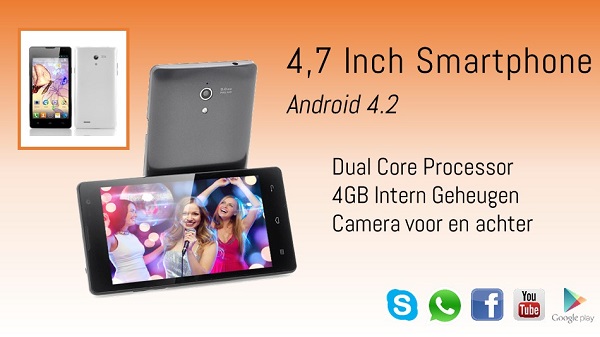 4,7 Inch Smartphone
Android 4.2
Dual Core Processor
4GB Intern Geheugen
Camera voor en achter
You
Tube
Google play